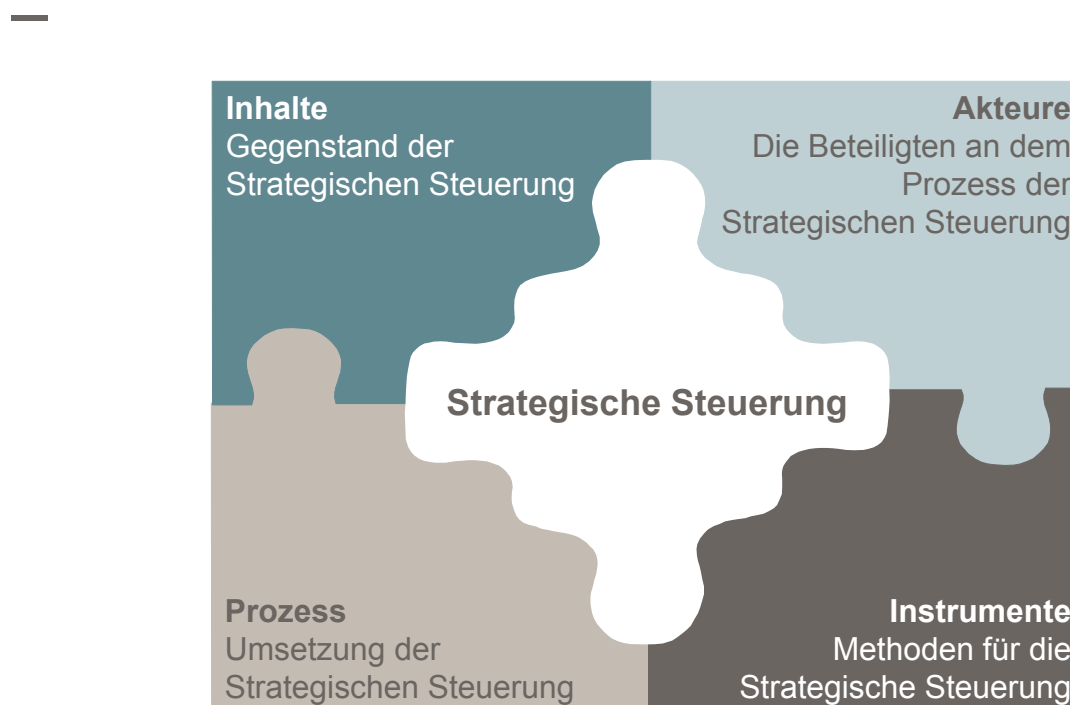 Inhalte
Gegenstand der
Strategischen Steuerung
Akteure
Die Beteiligten an dem
Prozess der
Strategischen Steuerung
Strategische Steuerung
Prozess
Umsetzung der
Strategischen Steuerung
Instrumente
Methoden für die
Strategische Steuerung